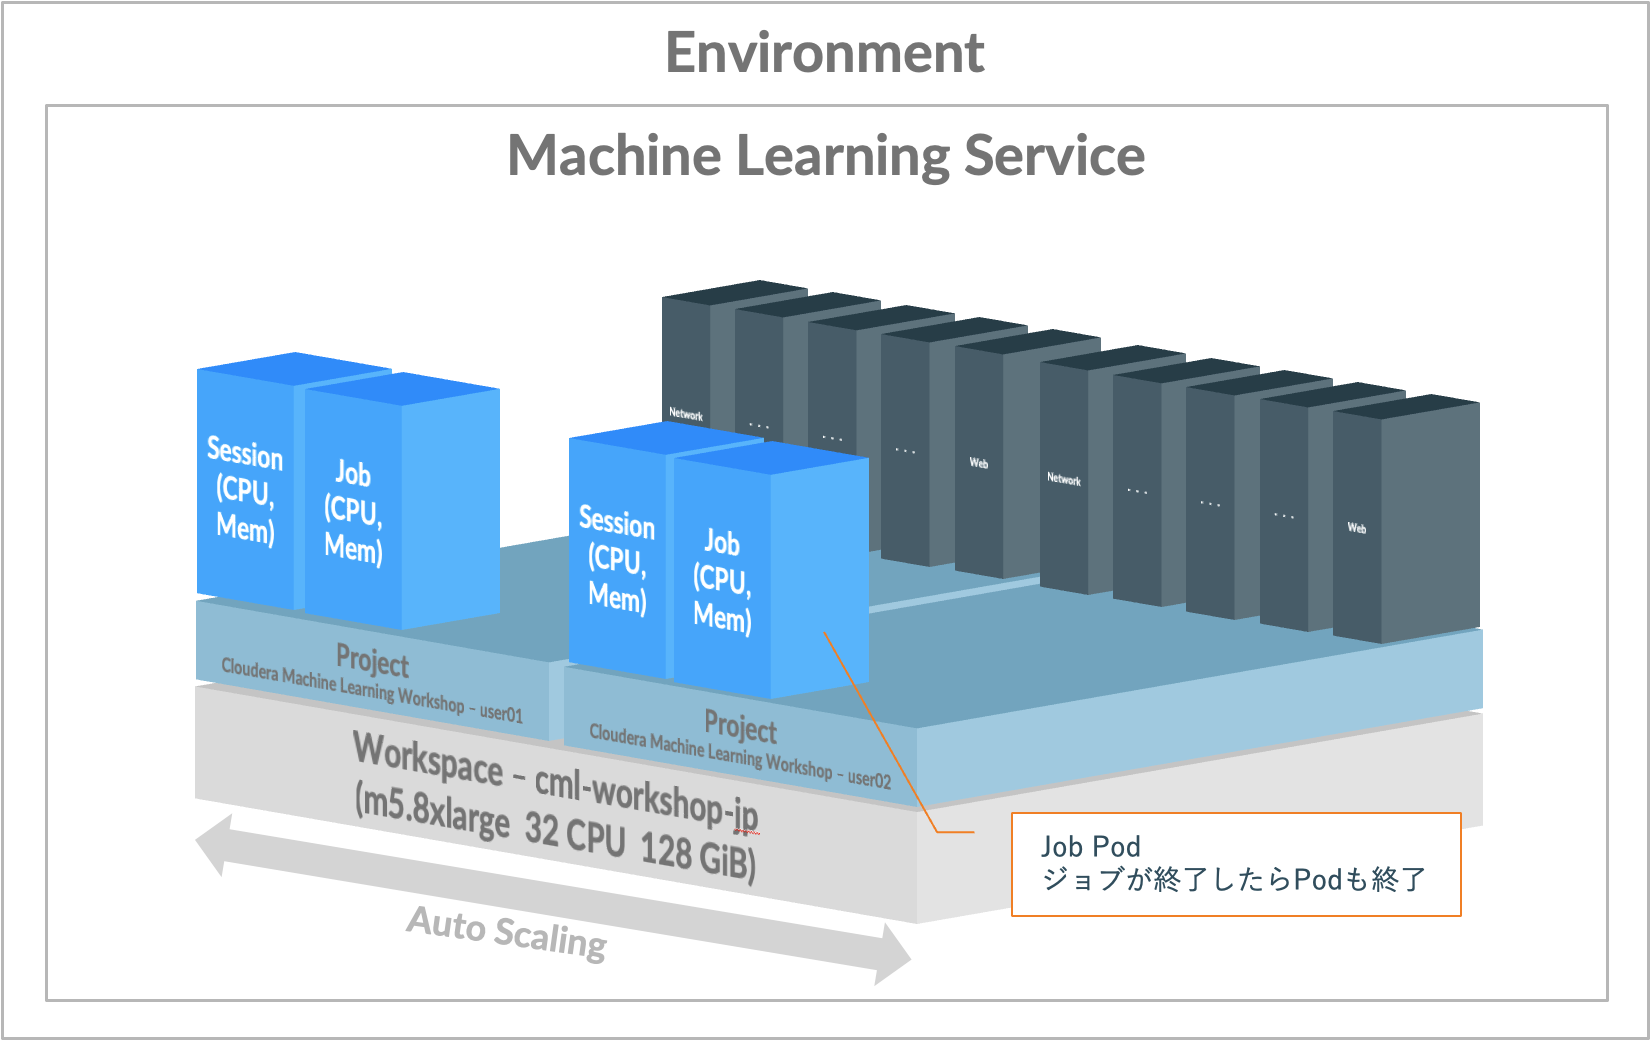 Environment
Machine Learning Service
Network
...
...
...
Web
Network
...
...
...
Web
Session
(CPU,
Mem)
Job
(CPU,
Mem)
Session
(CPU,
Mem)
Job
(CPU,
Mem)
Project
Cloudera Machine Learning Workshop – user01
Project
Cloudera Machine Learning Workshop – user02
Workspace – cml-workshop-jp
(m5.8xlarge 32 CPU 128 GiB)
Auto Scaling
Job Pod
ジョブが終了したらPodも終了